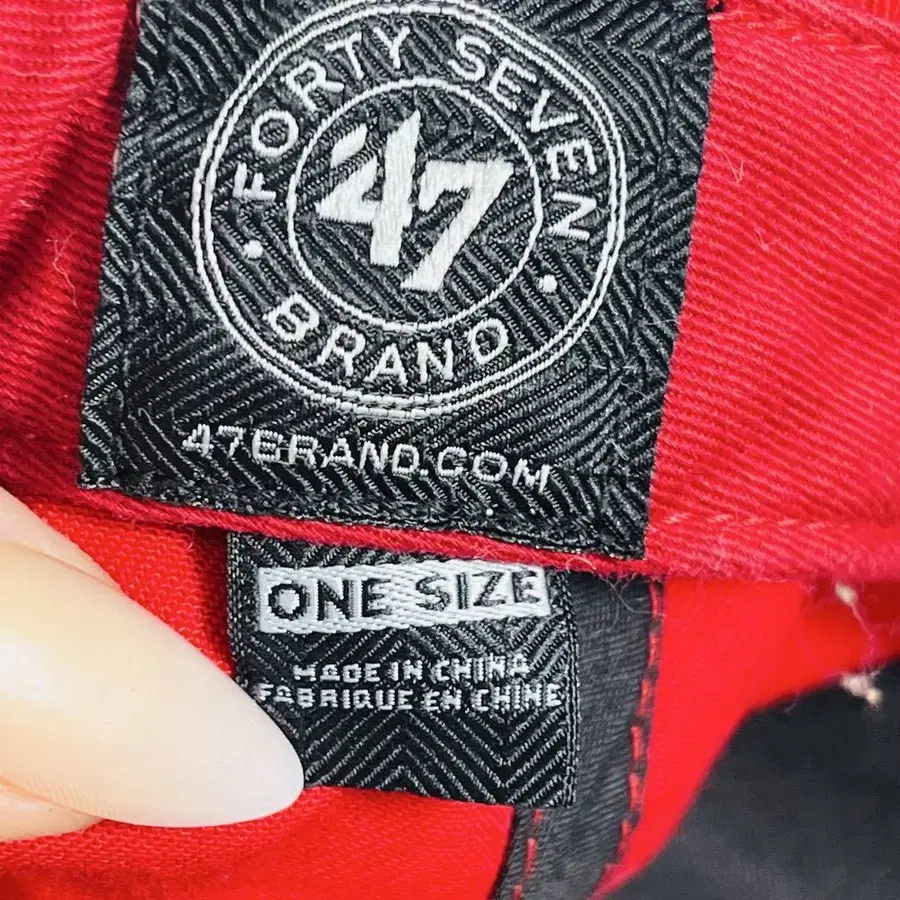 FORTY SEVEN
47
BRAND
47BRAND.COM
ONE SIZE
MADE IN CHINA
FABRIQUE EN CHINE